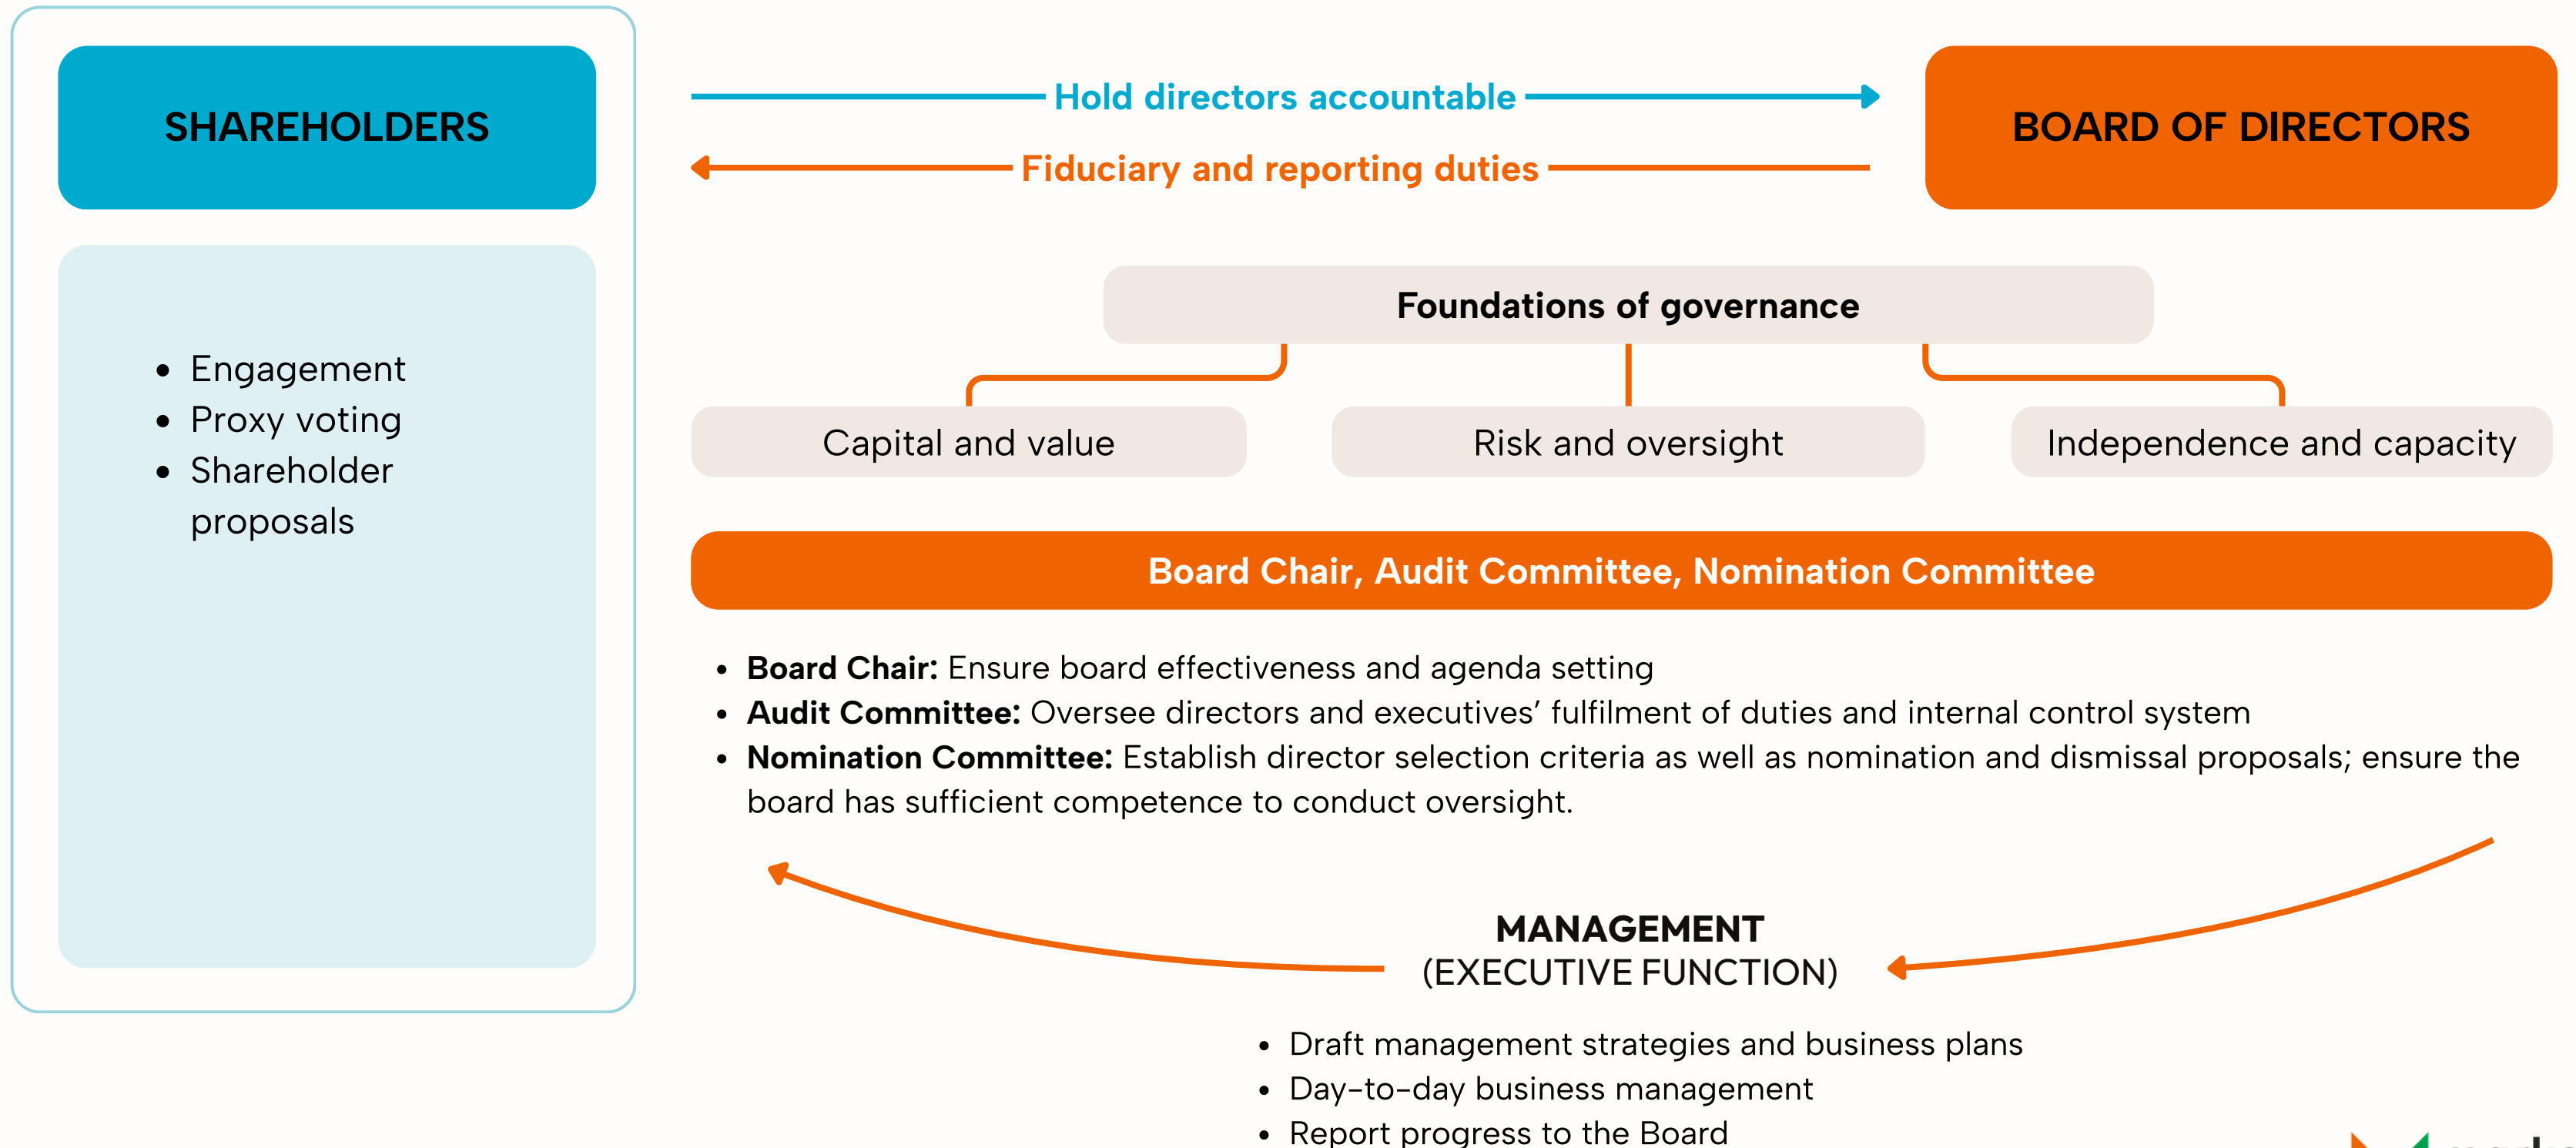 SHAREHOLDERS
Hold directors accountable
Fiduciary and reporting duties
BOARD OF DIRECTORS
• Engagement
• Proxy voting
• Shareholder
proposals
Foundations of governance
Capital and value
Risk and oversight
Independence and capacity
Board Chair, Audit Committee, Nomination Committee
• Board Chair: Ensure board effectiveness and agenda setting
• Audit Committee: Oversee directors and executives’ fulfilment of duties and internal control system
• Nomination Committee: Establish director selection criteria as well as nomination and dismissal proposals; ensure the
board has sufficient competence to conduct oversight.
MANAGEMENT
(EXECUTIVE FUNCTION)
• Draft management strategies and business plans
• Day-to-day business management
• Report progress to the Board